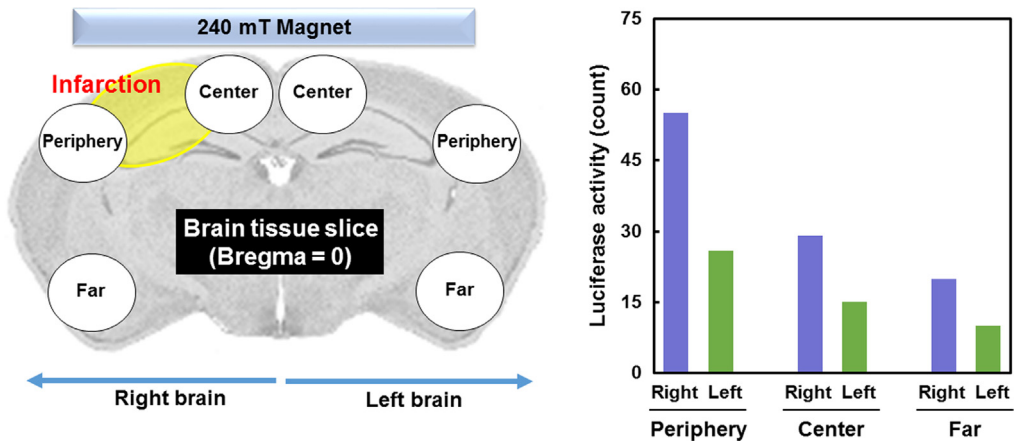 240 mT Magnet
Infarction
Center
Center
Periphery
Periphery
Brain tissue slice
(Bregma = 0)
Far
Far
Right brain
Left brain
Luciferase activity (count)
75
60
45
30
15
0
Right Left Right Left Right Left
Periphery Center Far